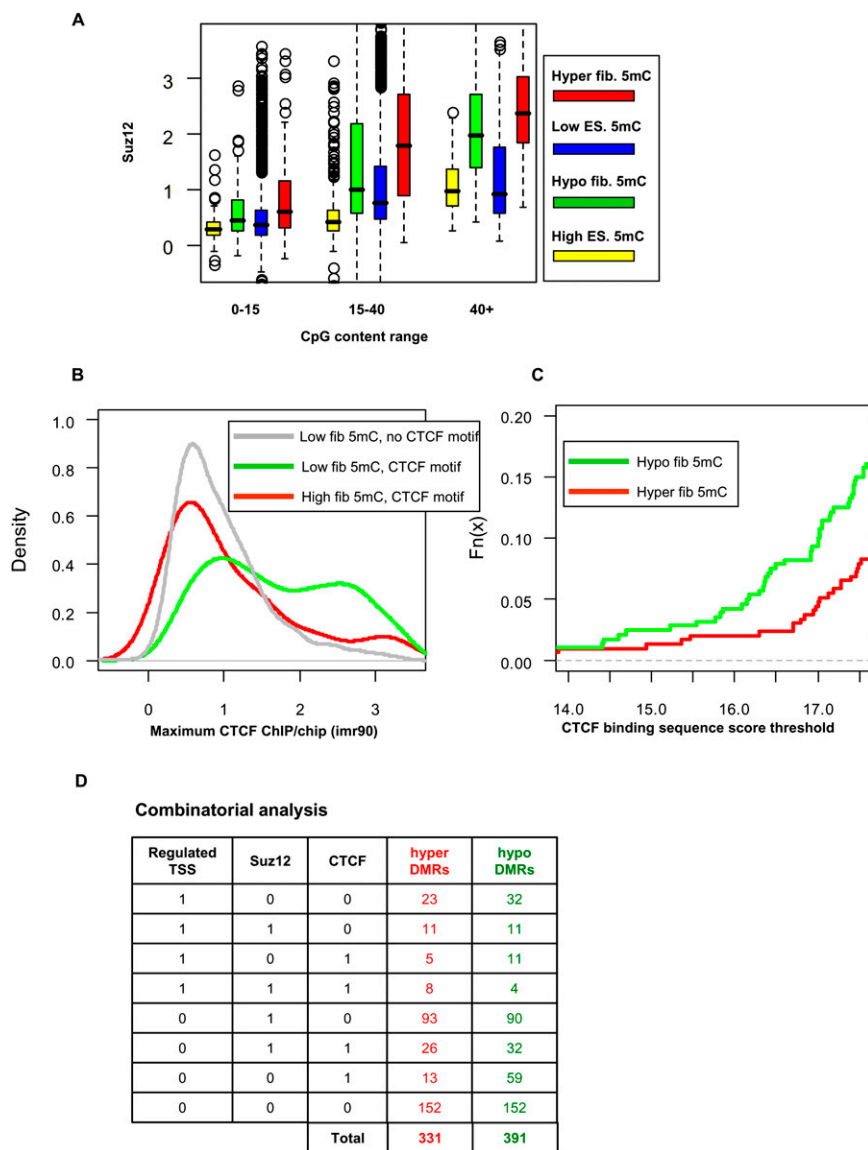 A
Suz12
3
2
1
0
0-15
15-40
40+
CpG content range
Hyper fib. 5mC
Low ES. 5mC
Hypo fib. 5mC
High ES. 5mC
B
Density
1.0
0.8
0.6
0.4
0.2
0.0
Low fib 5mC, no CTCF motif
Low fib 5mC, CTCF motif
High fib 5mC, CTCF motif
0 1 2 3
Maximum CTCF ChIP/chip (imr90)
C
Fn(x)
0.20
0.15
0.10
0.05
0.00
Hypo fib 5mC
Hyper fib 5mC
14.0 15.0 16.0 17.0
CTCF binding sequence score threshold
D
Combinatorial analysis
Regulated TSS Suz12 CTCF hyper DMRs hypo DMRs
1 0 0 23 32
1 1 0 11 11
1 0 1 5 11
1 1 1 8 4
0 1 0 93 90
0 1 1 26 32
0 0 1 13 59
0 0 0 152 152
Total 331 391